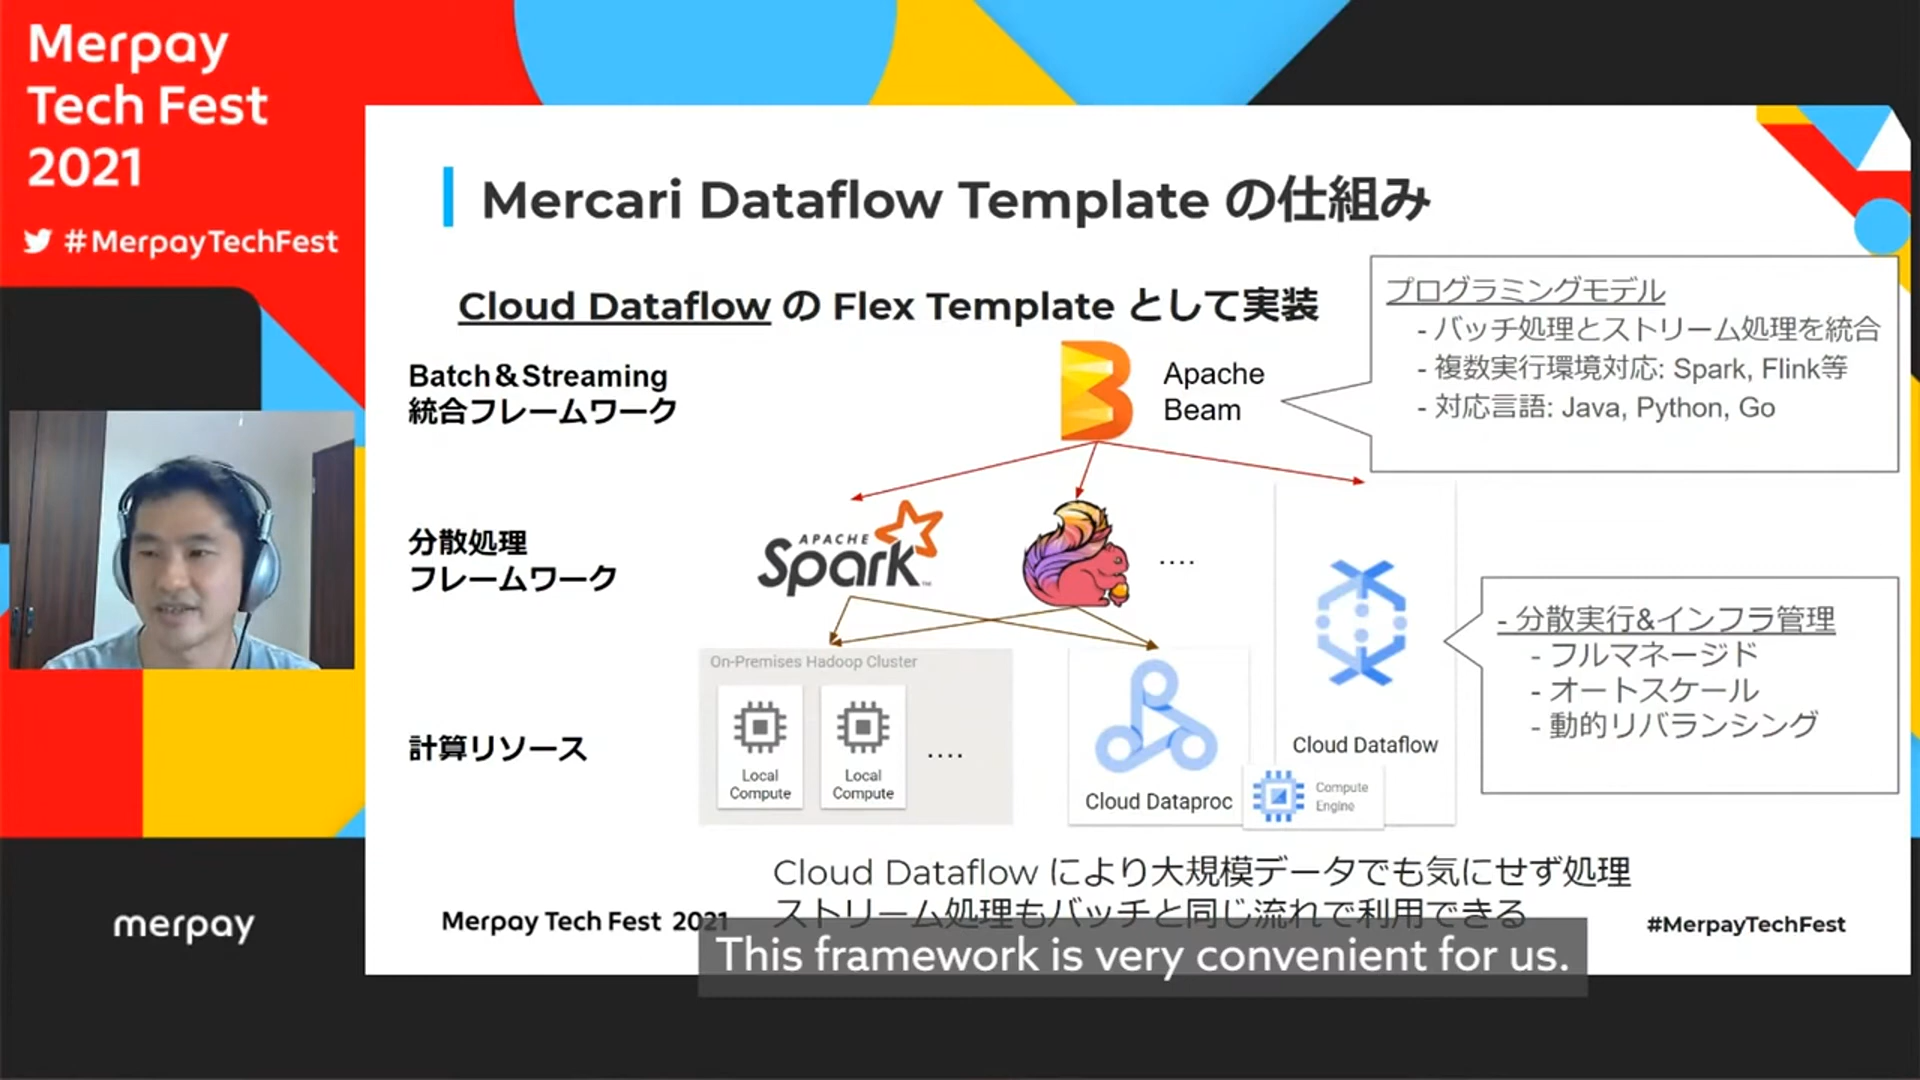 Merpay
Tech Fest
2021
#MerpayTechFest
merpay
Mercari Dataflow Template の仕組み
Cloud Dataflow の Flex Template として実装
Batch&Streaming
統合フレームワーク
Apache
Beam
プログラミングモデル
- バッチ処理とストリーム処理を統合
- 複数実行環境対応: Spark, Flink等
- 対応言語: Java, Python, Go
分散処理
フレームワーク
APACHE
Spark™
....
- 分散実行&インフラ管理
- フルマネージド
- オートスケール
- 動的リバランシング
計算リソース
On-Premises Hadoop Cluster
Local
Compute
Local
Compute
....
Cloud Dataproc
Cloud Dataflow
Compute
Engine
Cloud Dataflow により大規模データでも気にせず処理
ストリーム処理もバッチと同じ流れで利用できる
Merpay Tech Fest 2021
#MerpayTechFest
This framework is very convenient for us.